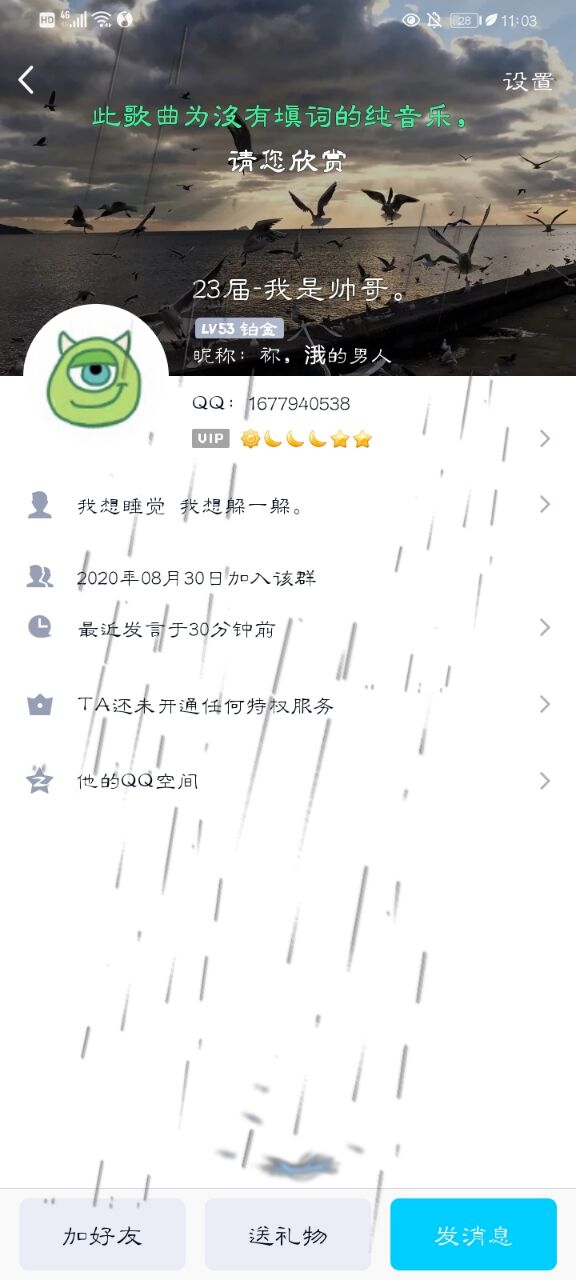 HD 4G 28 11:03
设置
此歌曲为没有填词的纯音乐，
请您欣赏
23届-我是帅哥。
LV53 铂金
昵称：祢，涐的男人
QQ：1677940538
VIP
我想睡觉 我想躲一躲。
2020年08月30日加入该群
最近发言于30分钟前
TA还未开通任何特权服务
他的QQ空间
加好友
送礼物
发消息